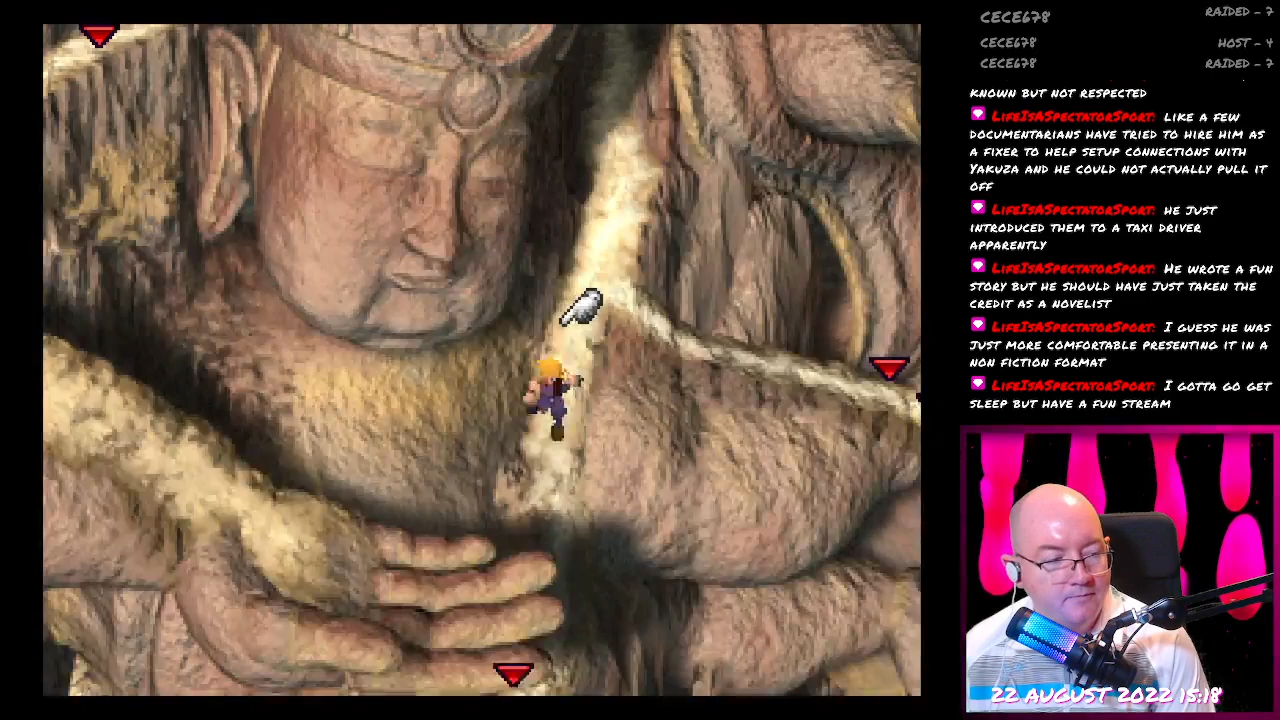 CECE678 RAIDED - 7
CECE678 HOST - 4
CECE678 RAIDED - 7
KNOWN BUT NOT RESPECTED
LIFEISASPECTATORSPORT: LIKE A FEW
DOCUMENTARIANS HAVE TRIED TO HIRE HIM AS
A FIXER TO HELP SETUP CONNECTIONS WITH
YAKUZA AND HE COULD NOT ACTUALLY PULL IT
OFF
LIFEISASPECTATORSPORT: HE JUST
INTRODUCED THEM TO A TAXI DRIVER
APPARENTLY
LIFEISASPECTATORSPORT: HE WROTE A FUN
STORY BUT HE SHOULD HAVE JUST TAKEN THE
CREDIT AS A NOVELIST
LIFEISASPECTATORSPORT: I GUESS HE WAS
JUST MORE COMFORTABLE PRESENTING IT IN A
NON FICTION FORMAT
LIFEISASPECTATORSPORT: I GOTTA GO GET
SLEEP BUT HAVE A FUN STREAM
22 AUGUST 2022 15:18